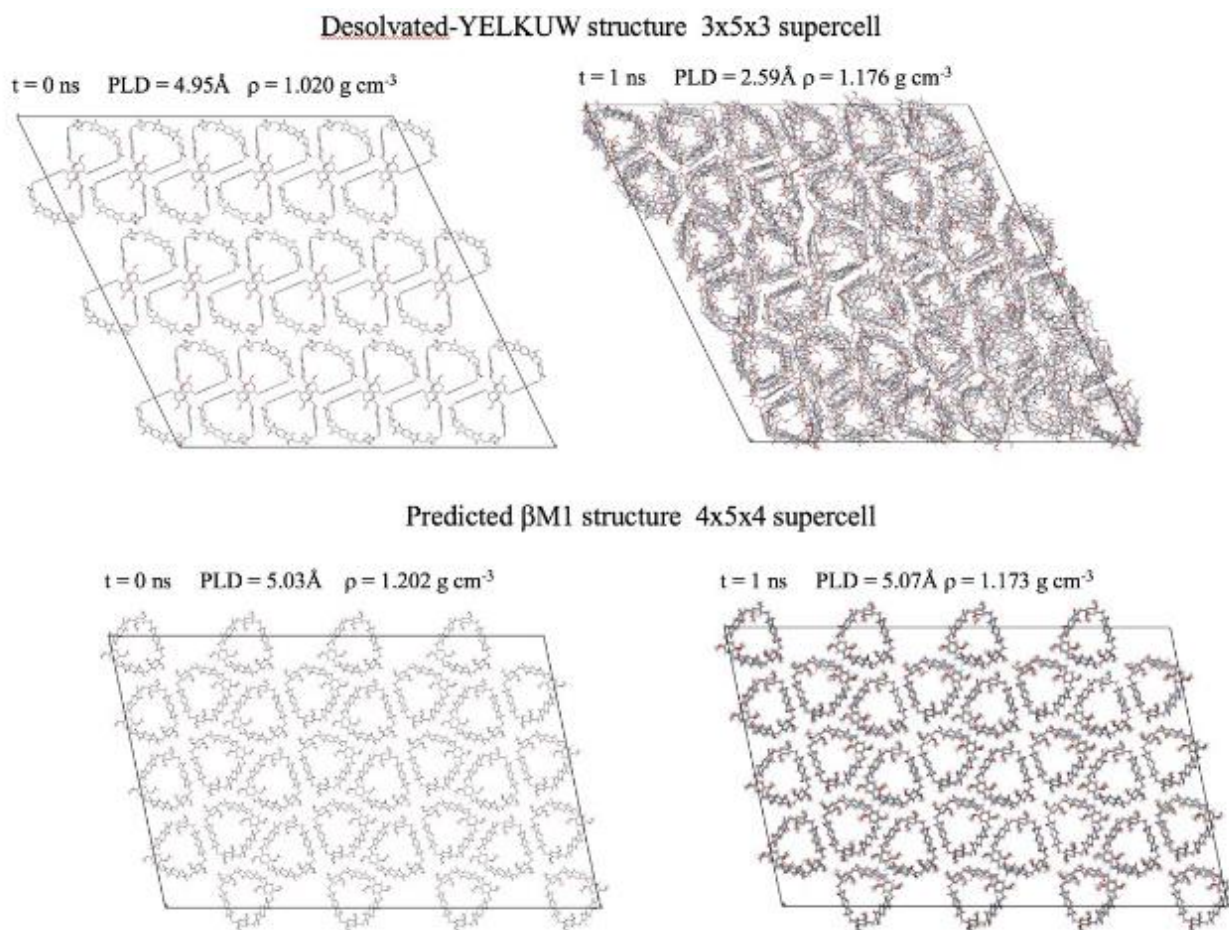 Desolvated-YELKUW structure 3x5x3 supercell
t = 0 ns PLD = 4.95Å ρ = 1.020 g cm⁻³
t = 1 ns PLD = 2.59Å ρ = 1.176 g cm⁻³
Predicted βM1 structure 4x5x4 supercell
t = 0 ns PLD = 5.03Å ρ = 1.202 g cm⁻³
t = 1 ns PLD = 5.07Å ρ = 1.173 g cm⁻³